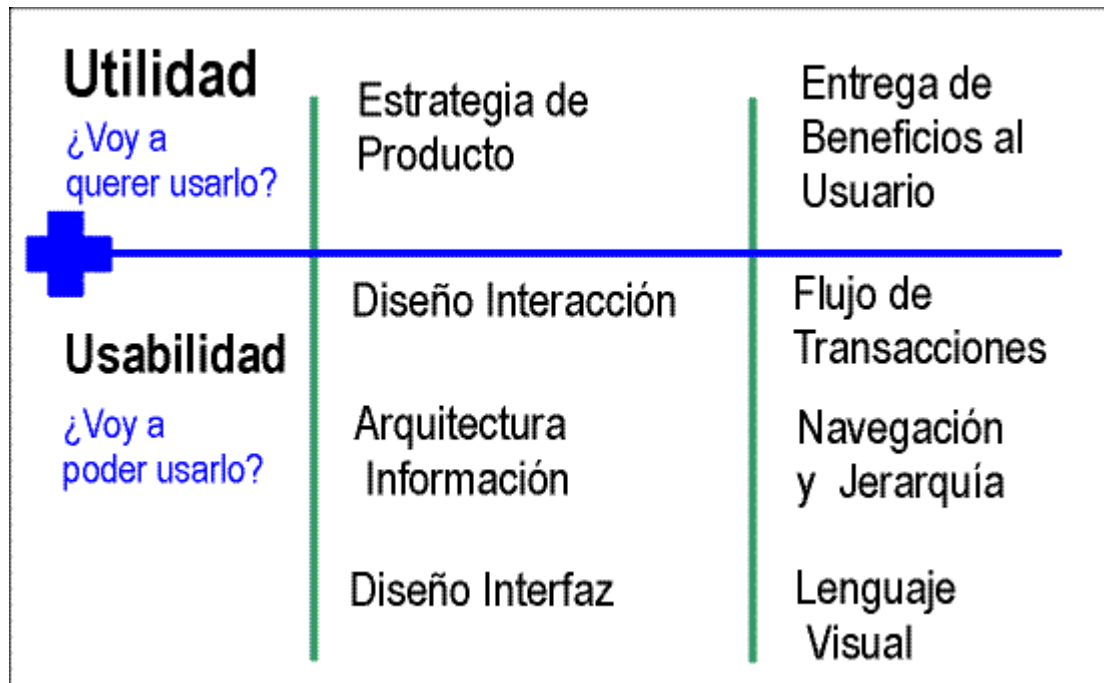 Utilidad
¿Voy a
querer usarlo?
Estrategia de
Producto
Entrega de
Beneficios al
Usuario
Usabilidad
¿Voy a
poder usarlo?
Diseño Interacción
Flujo de
Transacciones
Arquitectura
Información
Navegación
y Jerarquía
Diseño Interfaz
Lenguaje
Visual